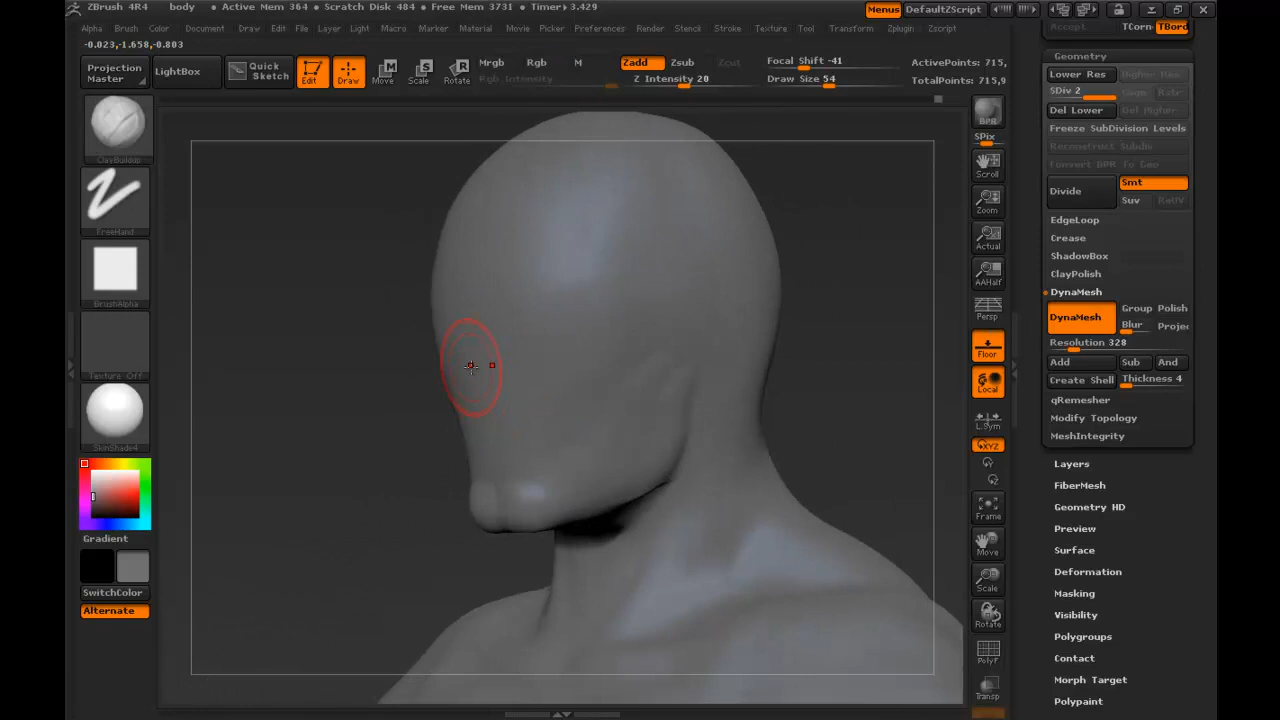 ZBrush 4R4 body • Active Mem 364 • Scratch Disk 484 • Free Mem 3731 • Timer▸3.429 Menus DefaultZScript
Alpha Brush Color Document Draw Edit File Layer Light Macro Marker Material Movie Picker Preferences Render Stencil Stroke Texture Tool Transform Zplugin Zscript
-0.023,-1.658,-0.803
Projection Master
LightBox
Quick Sketch
Edit
Draw
Move
Scale
Rotate
Mrgb Rgb M
Rgb Intensity
Zadd Zsub Zcut
Z Intensity 20
Focal Shift -41
Draw Size 54
ActivePoints: 715,
TotalPoints: 715,9
ClayBuildup
FreeHand
BrushAlpha
Texture Off
SkinShade4
Gradient
SwitchColor
Alternate
BPR
SPix
Scroll
Zoom
Actual
AAHalf
Persp
Floor
Local
L.Sym
XYZ
Frame
Move
Scale
Rotate
PolyF
Transp
Accept TCorn TBord
Geometry
Lower Res Higher Res
SDiv 2 Cage Rstr
Del Lower Del Higher
Freeze SubDivision Levels
Reconstruct Subdiv
Convert BPR To Geo
Divide Smt
Suv ReUV
EdgeLoop
Crease
ShadowBox
ClayPolish
DynaMesh
DynaMesh Group Polish
Blur Proje
Resolution 328
Add Sub And
Create Shell Thickness 4
qRemesher
Modify Topology
MeshIntegrity
Layers
FiberMesh
Geometry HD
Preview
Surface
Deformation
Masking
Visibility
Polygroups
Contact
Morph Target
Polypaint